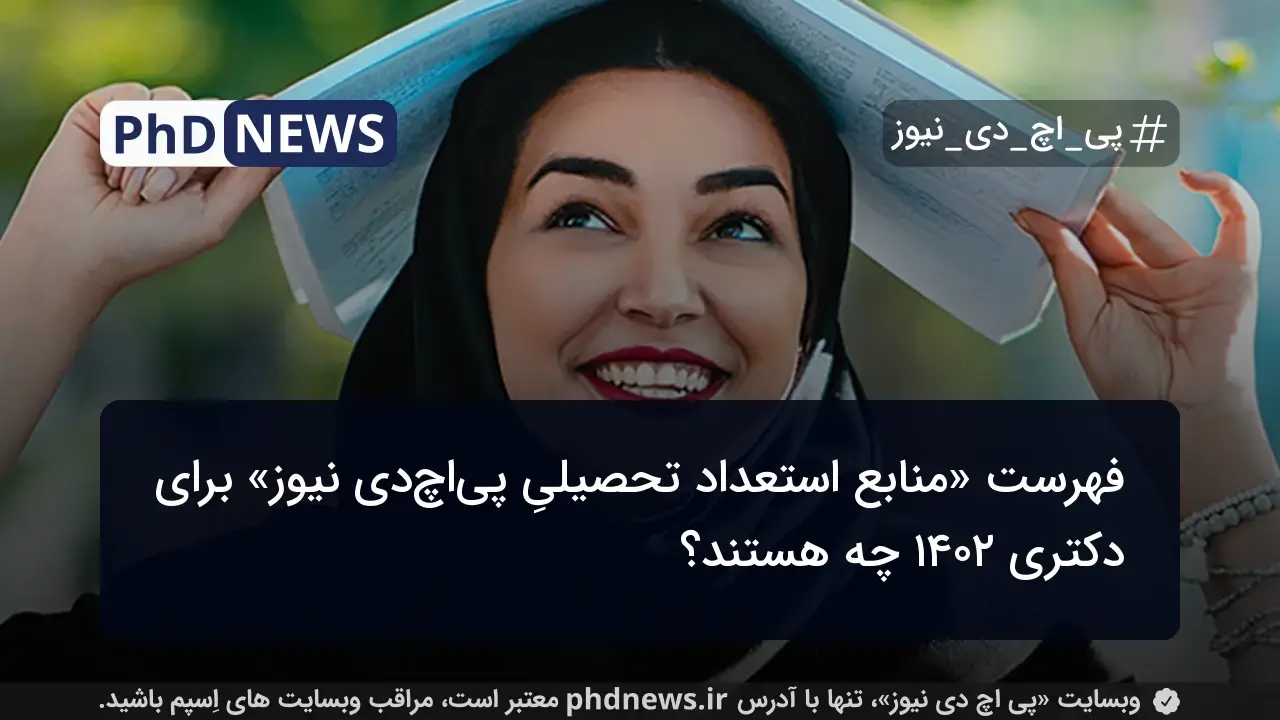 PhD NEWS
#پی_اچ_دی_نیوز
فهرست «منابع استعداد تحصیلیِ پی‌اچ‌دی نیوز» برای
دکتری ۱۴۰۲ چه هستند؟
وبسایت «پی اچ دی نیوز»، تنها با آدرس phdnews.ir معتبر است، مراقب وبسایت های اِسپم باشید.